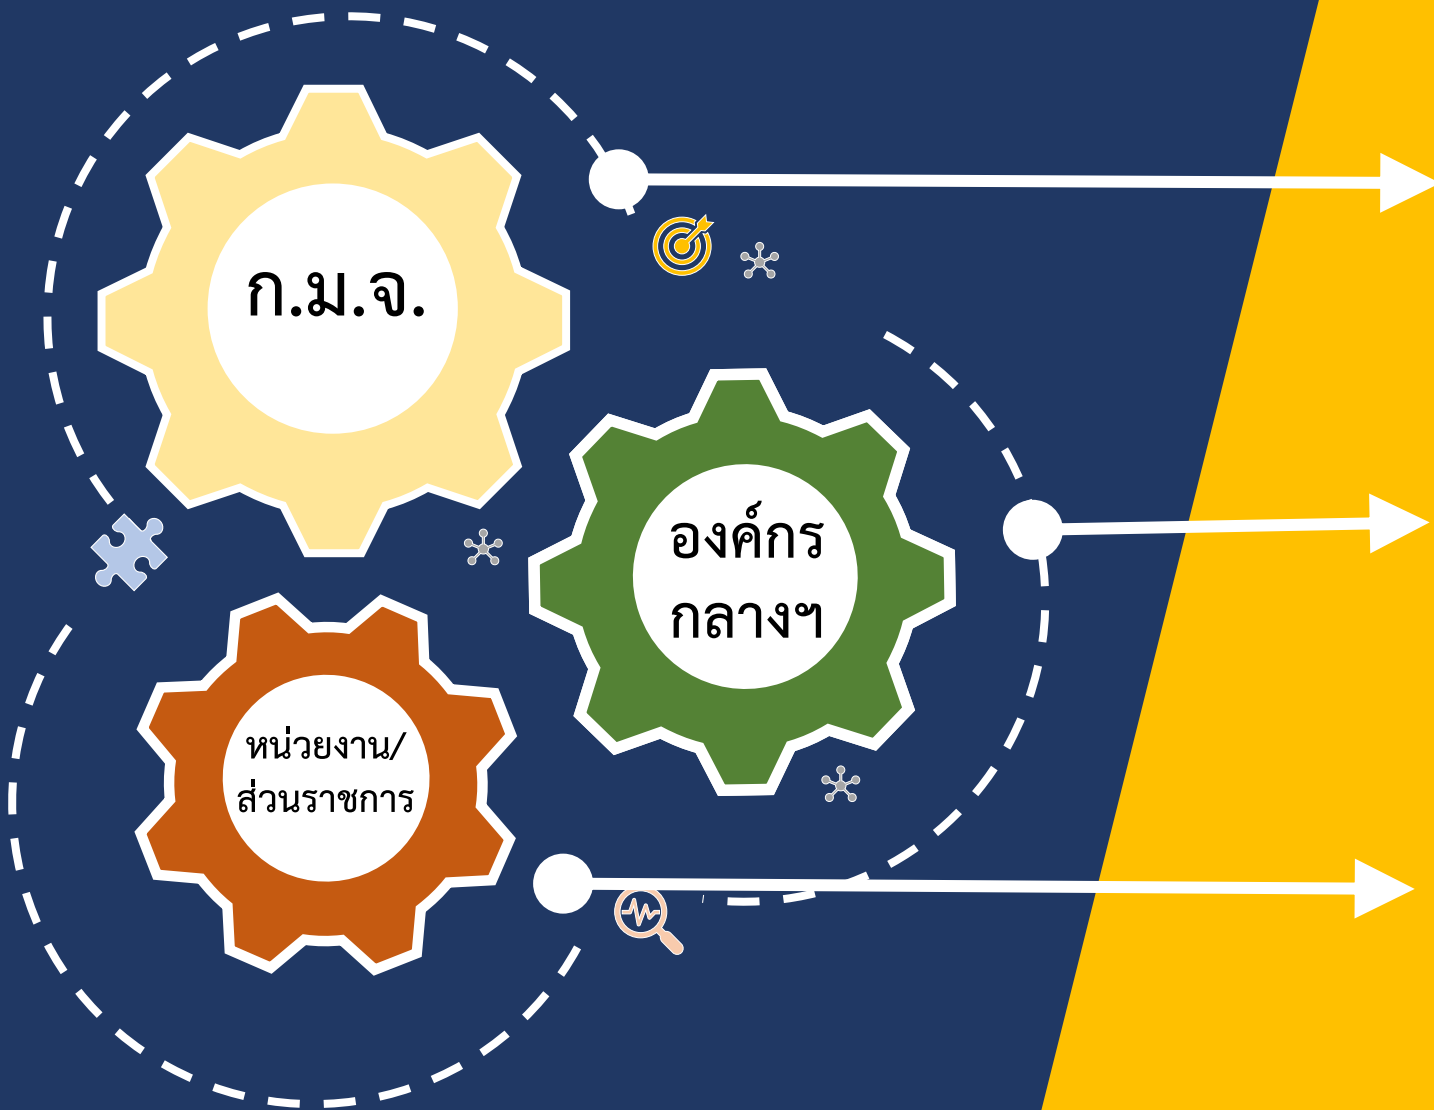 ก.ม.จ.
องค์กร
กลางฯ
หน่วยงาน/
ส่วนราชการ